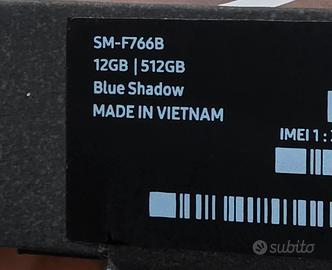 SM-F766B
12GB | 512GB
Blue Shadow
MADE IN VIETNAM
IMEI 1 :
subito